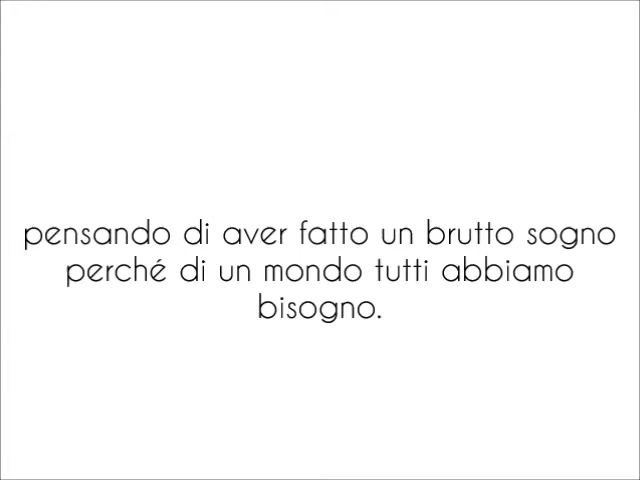 pensando di aver fatto un brutto sogno
perché di un mondo tutti abbiamo
bisogno.